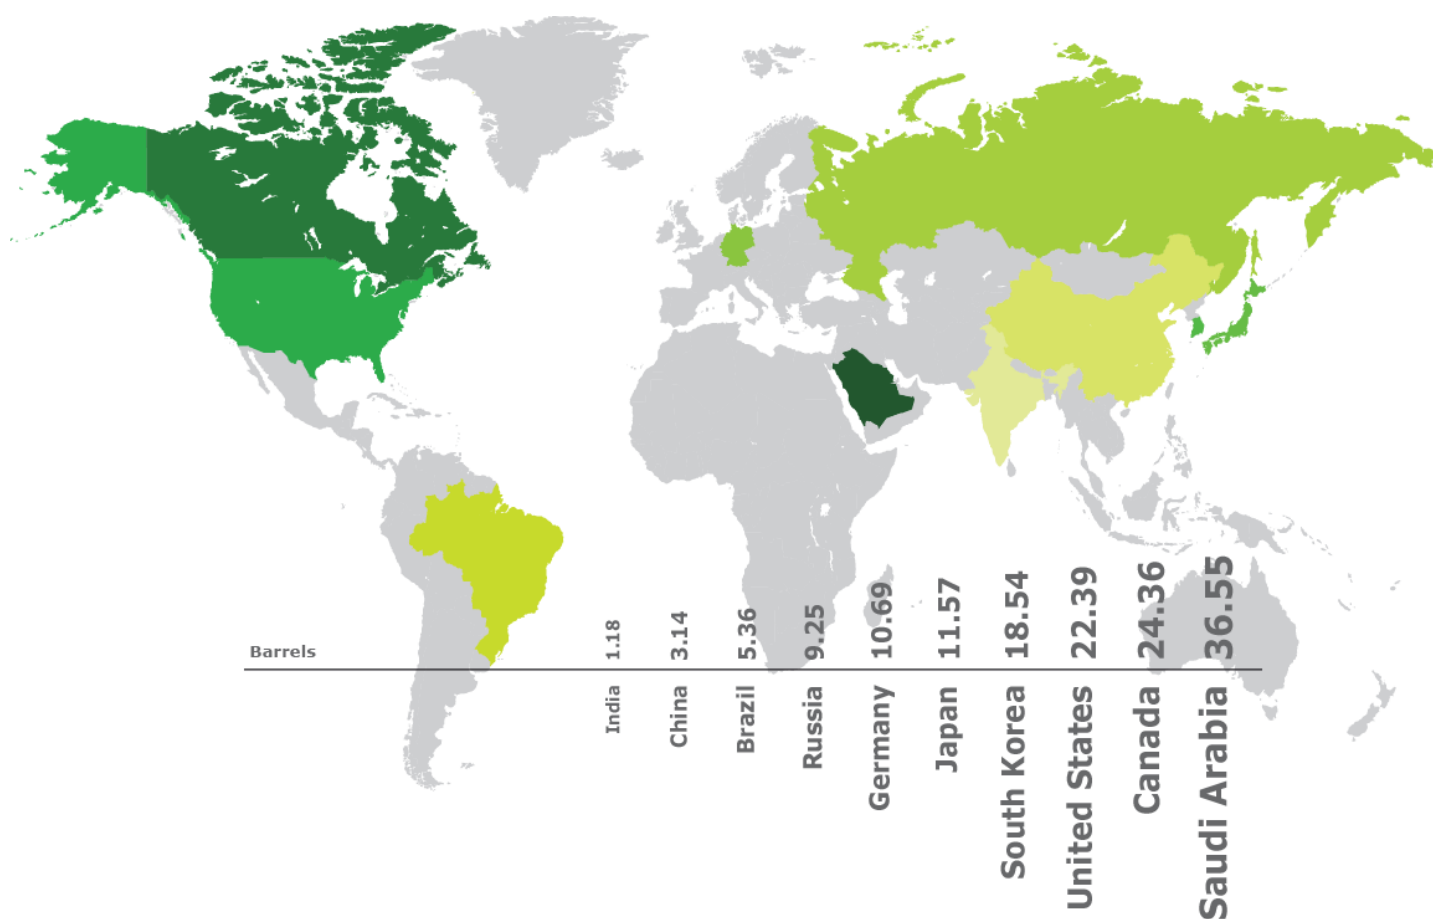 Barrels
1.18
3.14
5.36
9.25
10.69
11.57
18.54
22.39
24.36
36.55
India
China
Brazil
Russia
Germany
Japan
South Korea
United States
Canada
Saudi Arabia